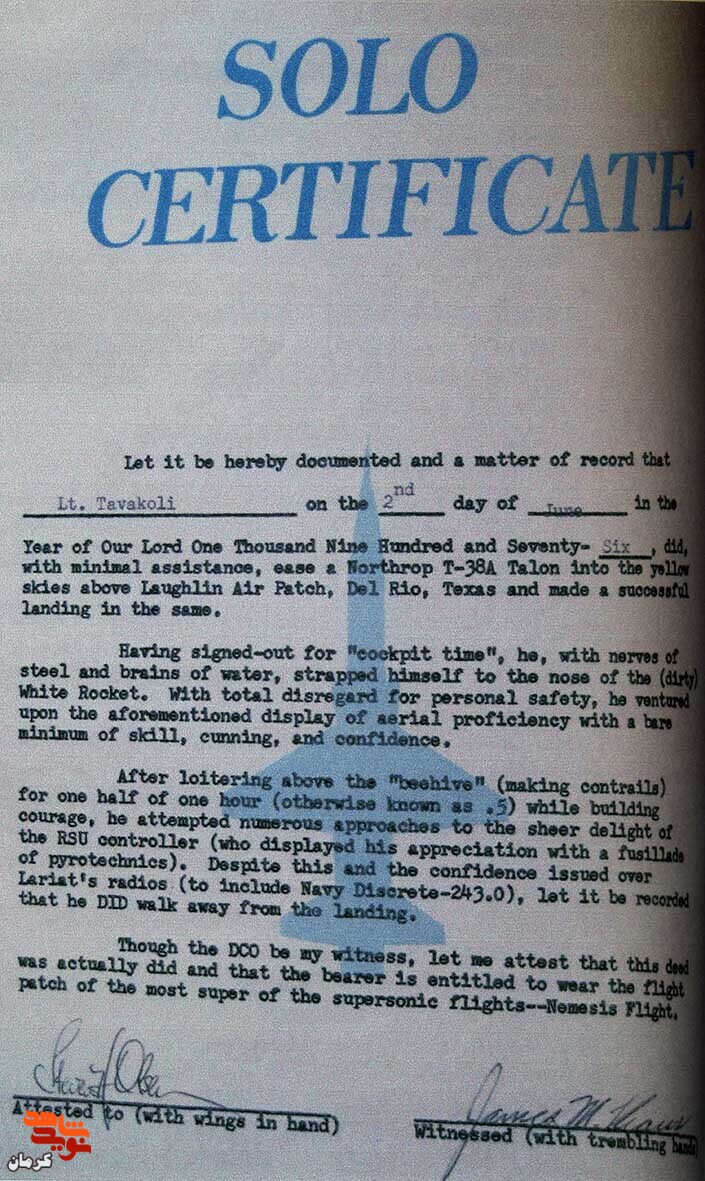 SOLO
CERTIFICATE
Let it be hereby documented and a matter of record that
Lt. Tavakoli on the 2nd day of June in the
Year of Our Lord One Thousand Nine Hundred and Seventy- Six, did,
with minimal assistance, ease a Northrop T-38A Talon into the yellow
skies above Laughlin Air Patch, Del Rio, Texas and made a successful
landing in the same.
Having signed-out for "cockpit time", he, with nerves of
steel and brains of water, strapped himself to the nose of the (dirty)
White Rocket. With total disregard for personal safety, he ventured
upon the aforementioned display of aerial proficiency with a bare
minimum of skill, cunning, and confidence.
After loitering above the "beehive" (making contrails)
for one half of one hour (otherwise known as .5) while building
courage, he attempted numerous approaches to the sheer delight of
the RSU controller (who displayed his appreciation with a fusillade
of pyrotechnics). Despite this and the confidence issued over
Lariat's radios (to include Navy Discrete-243.0), let it be recorded
that he DID walk away from the landing.
Though the DCO be my witness, let me attest that this deed
was actually did and that the bearer is entitled to wear the flight
patch of the most super of the supersonic flights--Nemesis Flight.
James M.
Attested to (with wings in hand)
Witnessed (with trembling hands)
نوید شاهد
کرمان